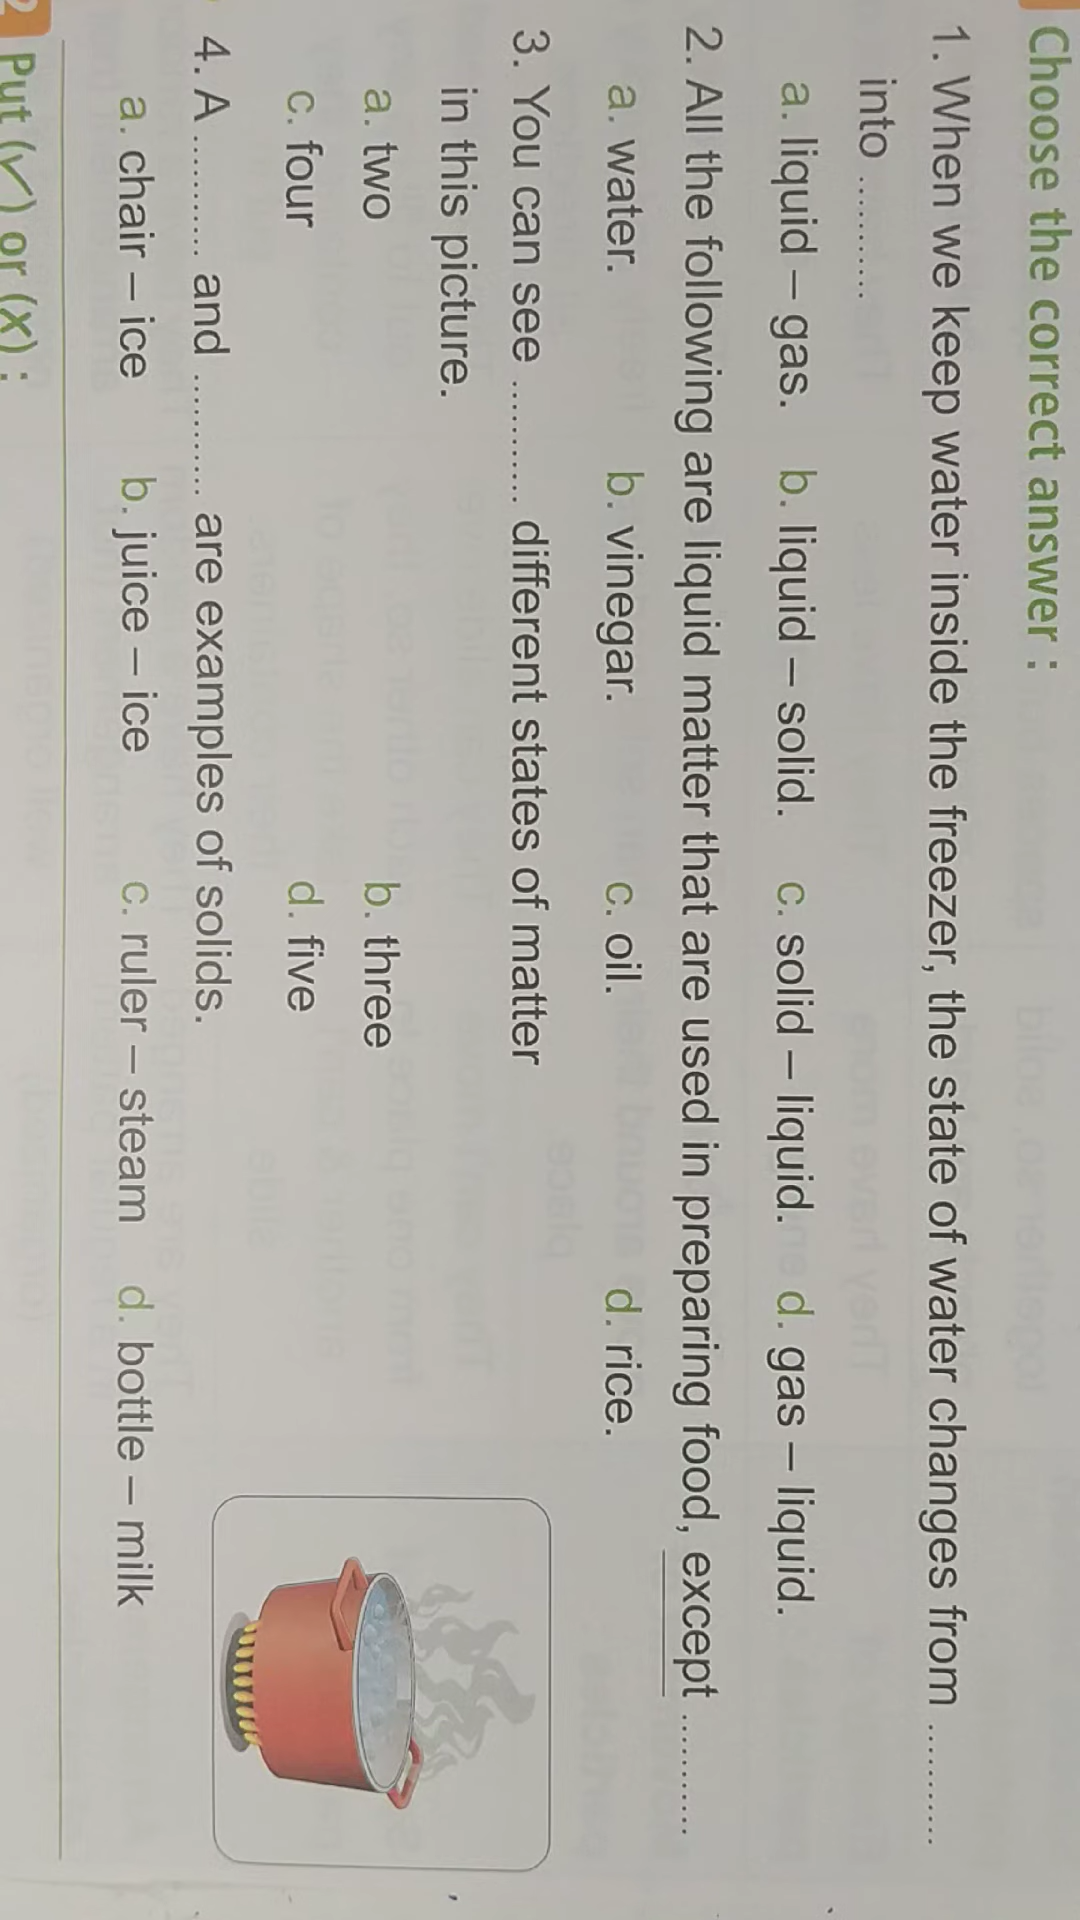 Choose the correct answer :
1. When we keep water inside the freezer, the state of water changes from ..........
into ..........
a. liquid – gas. b. liquid – solid. c. solid – liquid. d. gas – liquid.
2. All the following are liquid matter that are used in preparing food, except ..........
a. water. b. vinegar. c. oil. d. rice.
3. You can see .......... different states of matter
in this picture.
a. two b. three
c. four d. five
4. A .......... and .......... are examples of solids.
a. chair – ice b. juice – ice c. ruler – steam d. bottle – milk
2 Put (✓) or (x) :